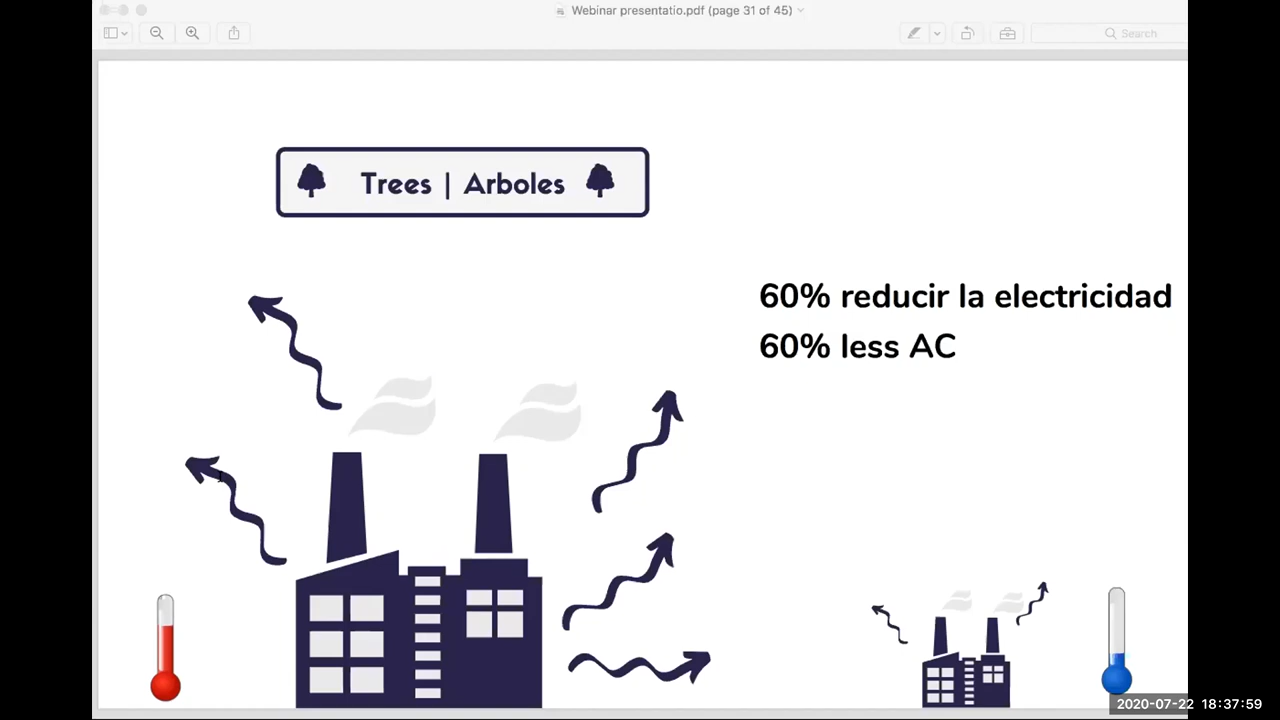 Webinar presentatio.pdf (page 31 of 45)
Search
Trees | Arboles
60% reducir la electricidad
60% less AC
2020-07-22 18:37:59